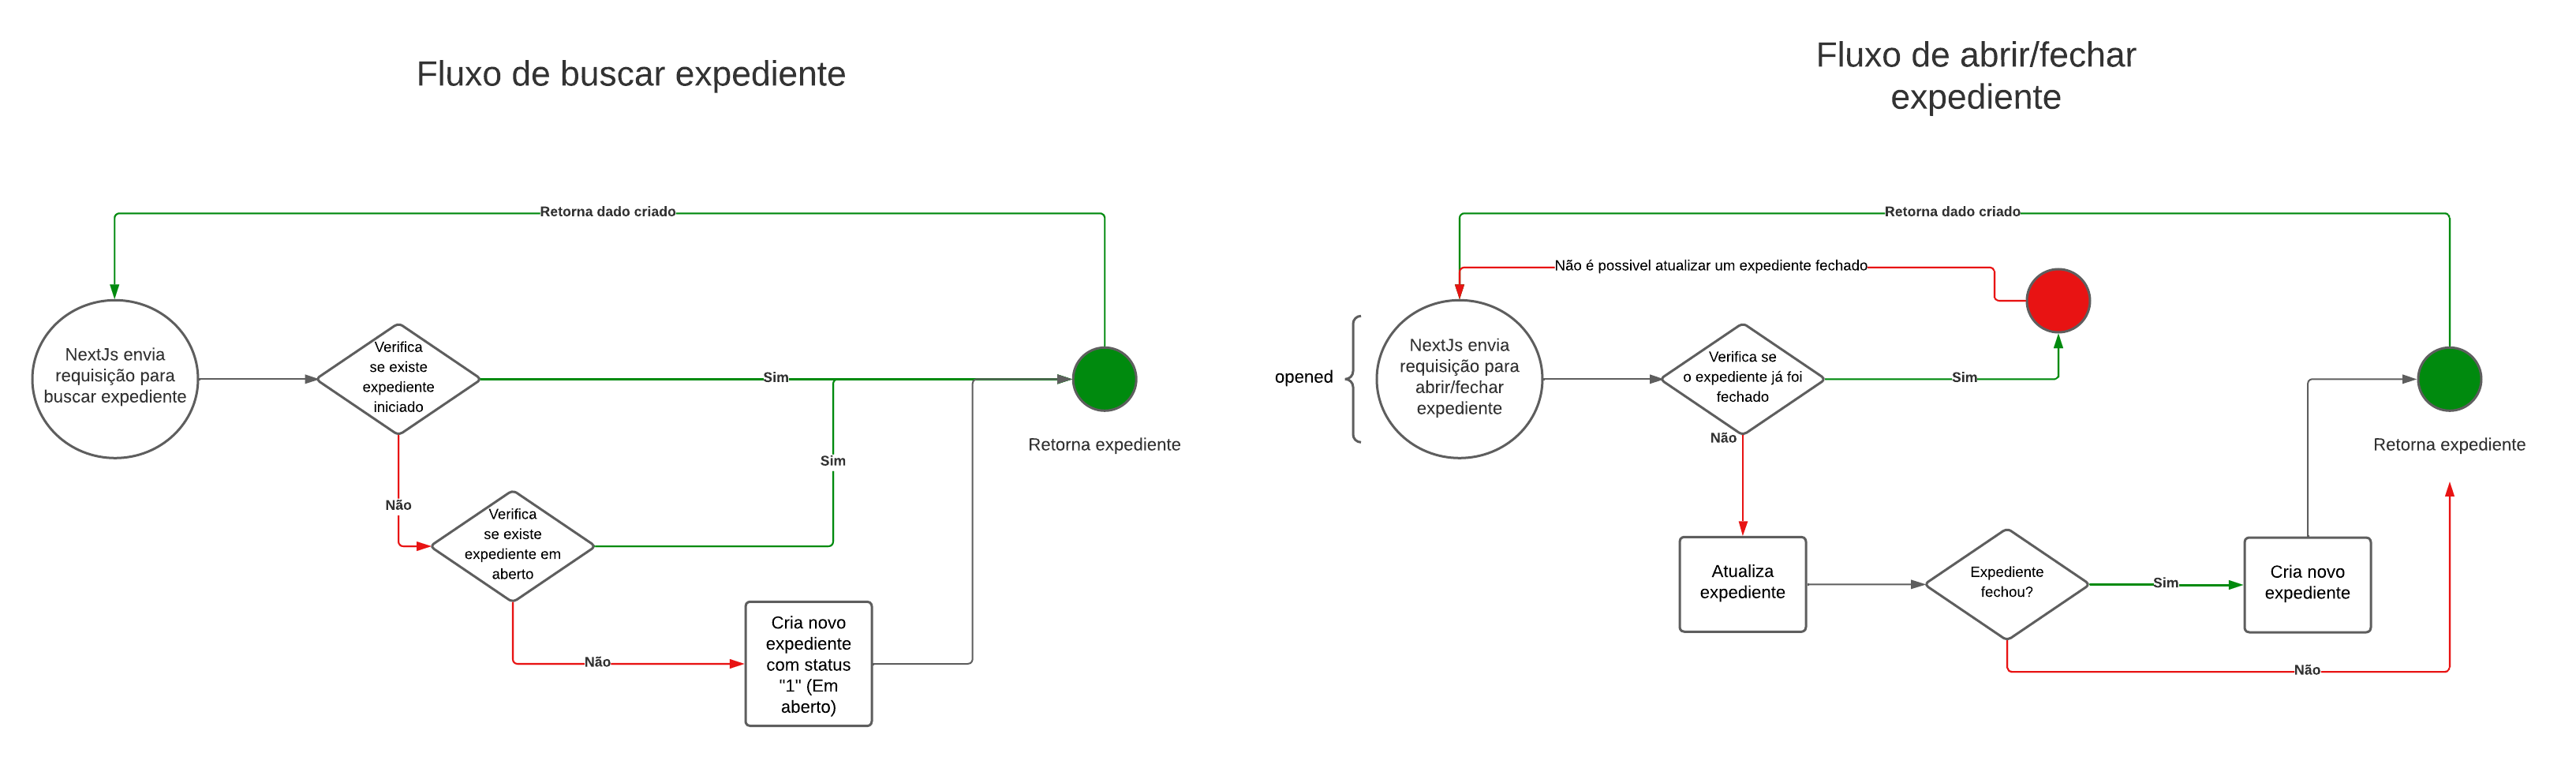 Fluxo de buscar expediente
Retorna dado criado
NextJs envia
requisição para
buscar expediente
Verifica
se existe
expediente
iniciado
Sim
Retorna expediente
Não
Sim
Verifica
se existe
expediente em
aberto
Não
Cria novo
expediente
com status
"1" (Em
aberto)
Fluxo de abrir/fechar
expediente
Retorna dado criado
Não é possivel atualizar um expediente fechado
opened
NextJs envia
requisição para
abrir/fechar
expediente
Verifica se
o expediente já foi
fechado
Sim
Não
Retorna expediente
Atualiza
expediente
Expediente
fechou?
Sim
Cria novo
expediente
Não